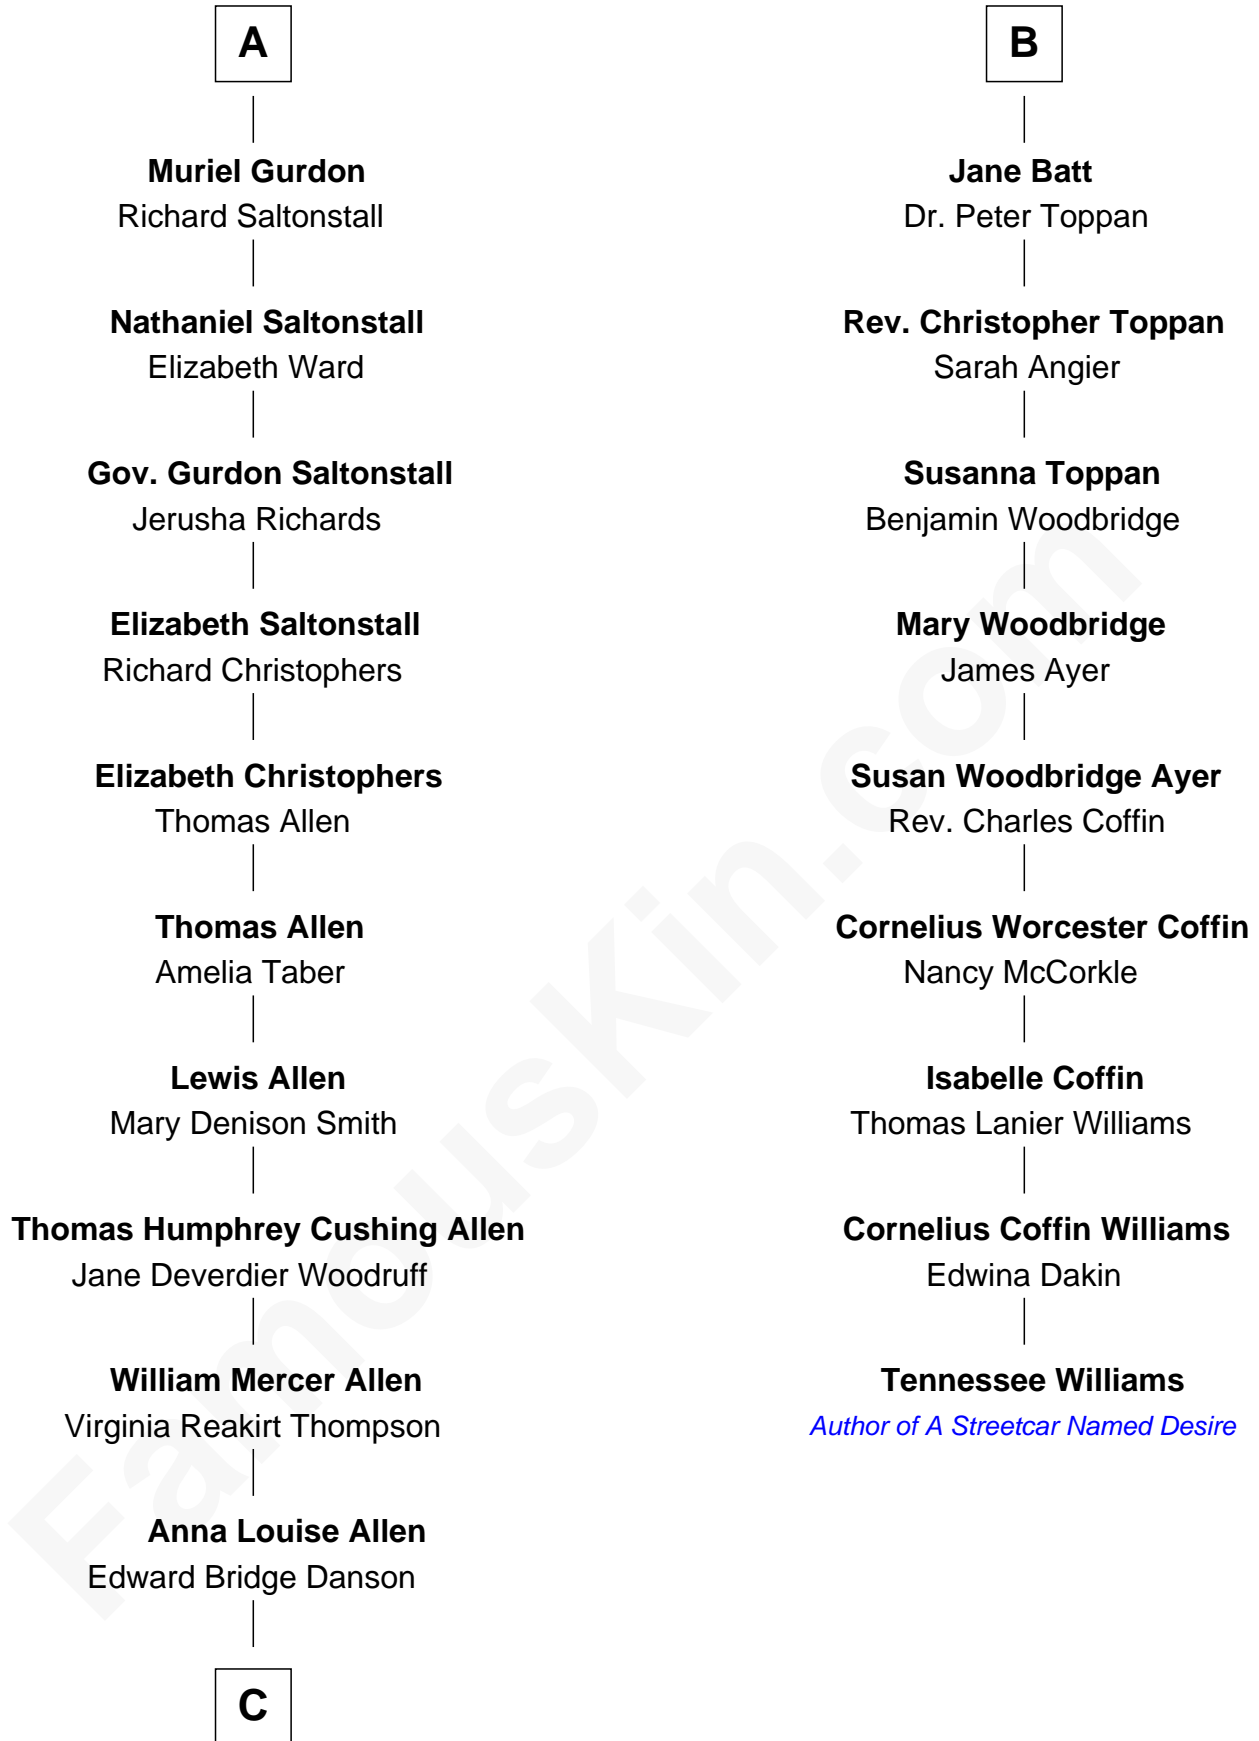 A
Muriel Gurdon
Richard Saltonstall
Nathaniel Saltonstall
Elizabeth Ward
Gov. Gurdon Saltonstall
Jerusha Richards
Elizabeth Saltonstall
Richard Christophers
Elizabeth Christophers
Thomas Allen
Thomas Allen
Amelia Taber
Lewis Allen
Mary Denison Smith
Thomas Humphrey Cushing Allen
Jane Deverdier Woodruff
William Mercer Allen
Virginia Reakirt Thompson
Anna Louise Allen
Edward Bridge Danson
C
B
Jane Batt
Dr. Peter Toppan
Rev. Christopher Toppan
Sarah Angier
Susanna Toppan
Benjamin Woodbridge
Mary Woodbridge
James Ayer
Susan Woodbridge Ayer
Rev. Charles Coffin
Cornelius Worcester Coffin
Nancy McCorkle
Isabelle Coffin
Thomas Lanier Williams
Cornelius Coffin Williams
Edwina Dakin
Tennessee Williams
Author of A Streetcar Named Desire
FamousKin.com